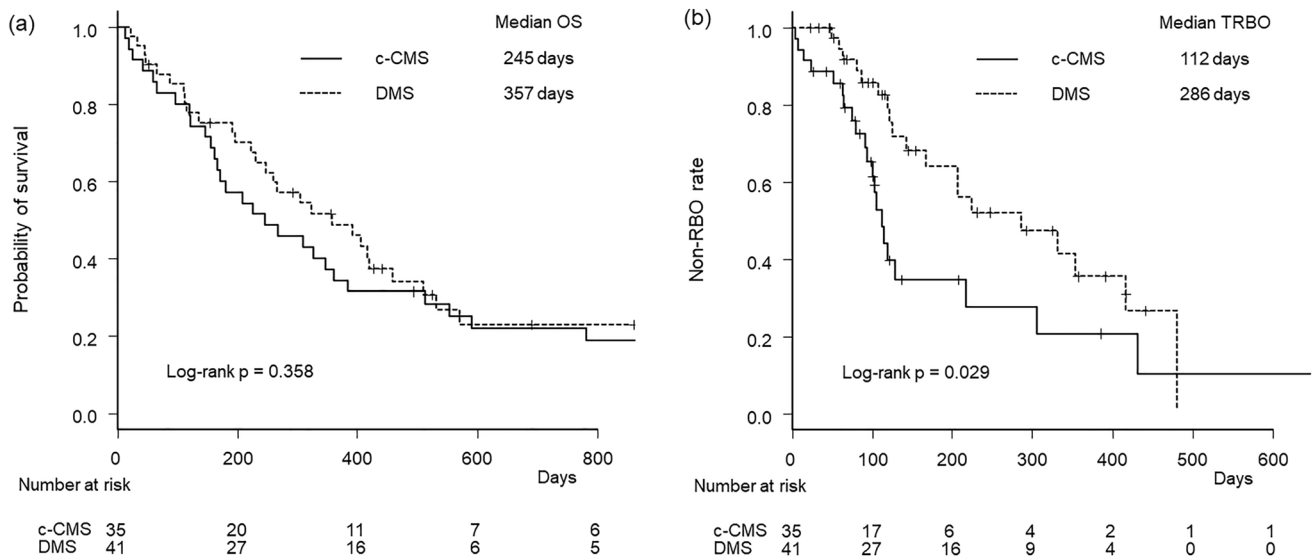 (a)
Median OS
c-CMS 245 days
DMS 357 days
Probability of survival
1.0
0.8
0.6
0.4
0.2
0.0
Log-rank p = 0.358
0 200 400 600 800
Days
Number at risk
c-CMS 35 20 11 7 6
DMS 41 27 16 6 5
(b)
Median TRBO
c-CMS 112 days
DMS 286 days
Non-RBO rate
1.0
0.8
0.6
0.4
0.2
0.0
Log-rank p = 0.029
0 100 200 300 400 500 600
Days
Number at risk
c-CMS 35 17 6 4 2 1 1
DMS 41 27 16 9 4 0 0